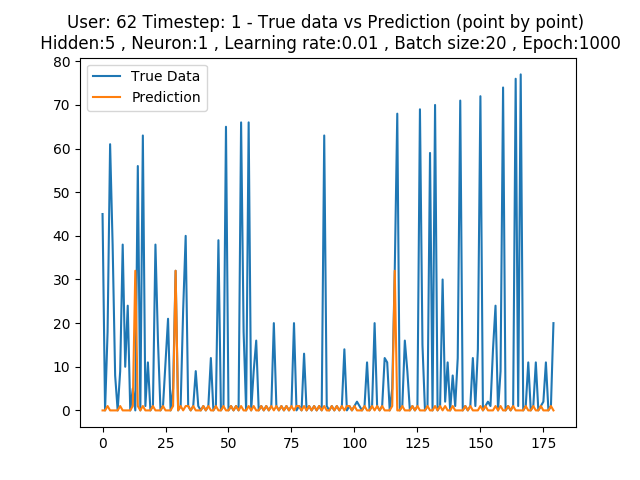 User: 62 Timestep: 1 - True data vs Prediction (point by point)
Hidden:5 , Neuron:1 , Learning rate:0.01 , Batch size:20 , Epoch:1000
True Data
Prediction
80
70
60
50
40
30
20
10
0
0 25 50 75 100 125 150 175